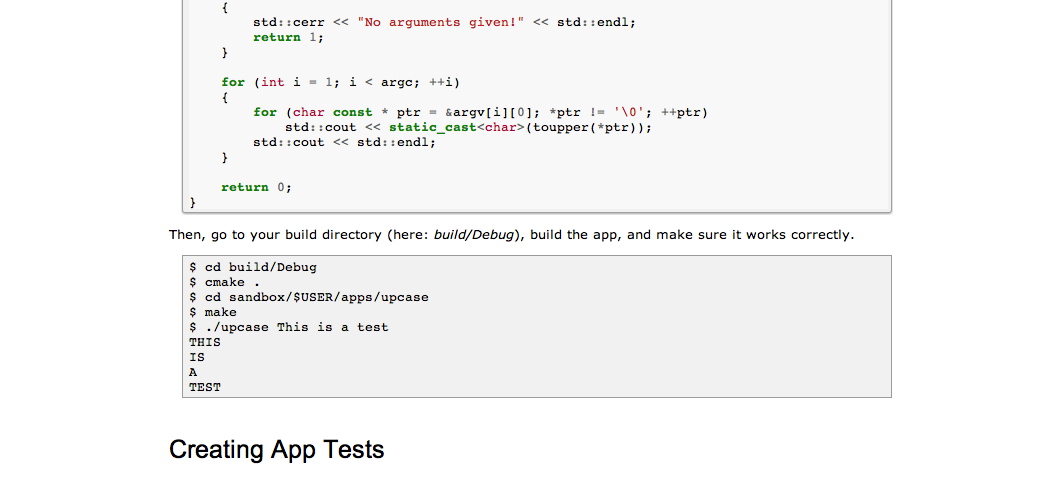 {
std::cerr << "No arguments given!" << std::endl;
return 1;
}
for (int i = 1; i < argc; ++i)
{
for (char const * ptr = &argv[i][0]; *ptr != '\0'; ++ptr)
std::cout << static_cast<char>(toupper(*ptr));
std::cout << std::endl;
}
return 0;
}
Then, go to your build directory (here: build/Debug), build the app, and make sure it works correctly.
$ cd build/Debug
$ cmake .
$ cd sandbox/$USER/apps/upcase
$ make
$ ./upcase This is a test
THIS
IS
A
TEST
Creating App Tests